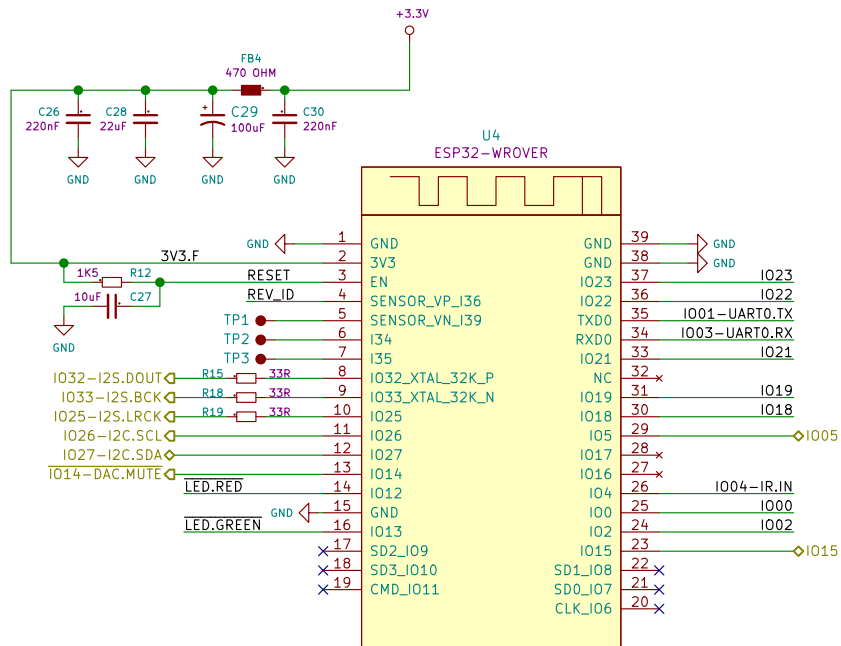 +3.3V
FB4
470 OHM
C26
220nF
C28
22uF
C29
100uF
C30
220nF
GND
GND
GND
GND
U4
ESP32-WROVER
GND 1 GND
3V3.F 2 3V3
1K5 R12 RESET 3 EN
10uF C27 REV_ID 4 SENSOR_VP_I36
GND
TP1 5 SENSOR_VN_I39
TP2 6 I34
TP3 7 I35
IO32-I2S.DOUT R15 33R 8 IO32_XTAL_32K_P
IO33-I2S.BCK R18 33R 9 IO33_XTAL_32K_N
IO25-I2S.LRCK R19 33R 10 IO25
IO26-I2C.SCL 11 IO26
IO27-I2C.SDA 12 IO27
IO14-DAC.MUTE 13 IO14
LED.RED 14 IO12
GND 15 GND
LED.GREEN 16 IO13
17 SD2_IO9
18 SD3_IO10
19 CMD_IO11
GND 39 GND
GND 38 GND
IO23 37 IO23
IO22 36 IO22
TXD0 35 IO01-UART0.TX
RXD0 34 IO03-UART0.RX
IO21 33 IO21
NC 32
IO19 31 IO19
IO18 30 IO18
IO5 29 IO05
IO17 28
IO16 27
IO4 26 IO04-IR.IN
IO0 25 IO00
IO2 24 IO02
IO15 23 IO15
SD1_IO8 22
SD0_IO7 21
CLK_IO6 20